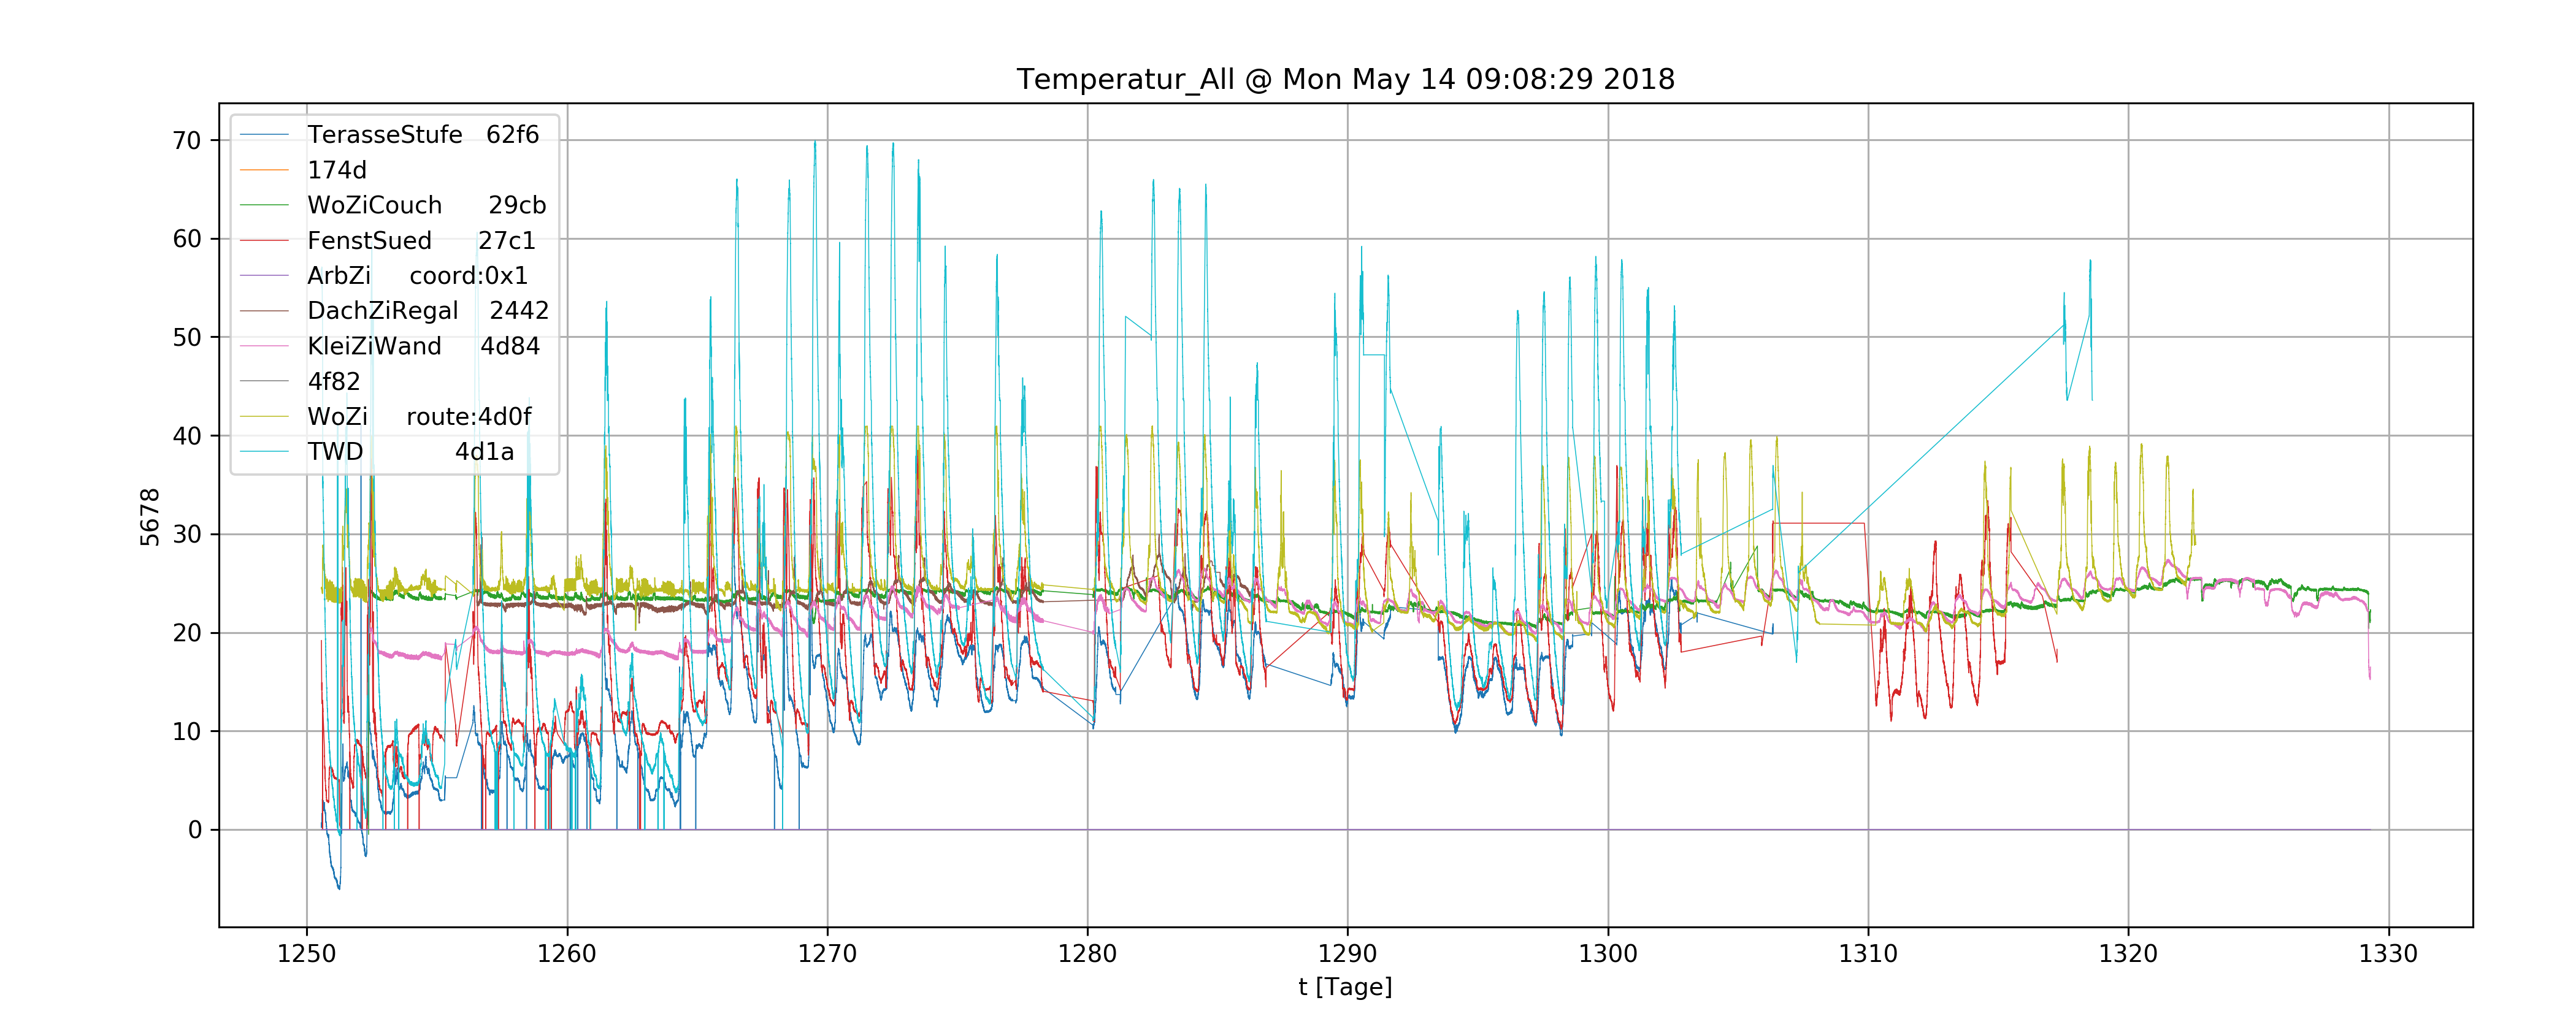 Temperatur_All @ Mon May 14 09:08:29 2018
TerasseStufe 62f6
174d
WoZiCouch 29cb
FenstSued 27c1
ArbZi coord:0x1
DachZiRegal 2442
KleiZiWand 4d84
4f82
WoZi route:4d0f
TWD 4d1a
70
60
50
40
30
20
10
0
5678
1250 1260 1270 1280 1290 1300 1310 1320 1330
t [Tage]